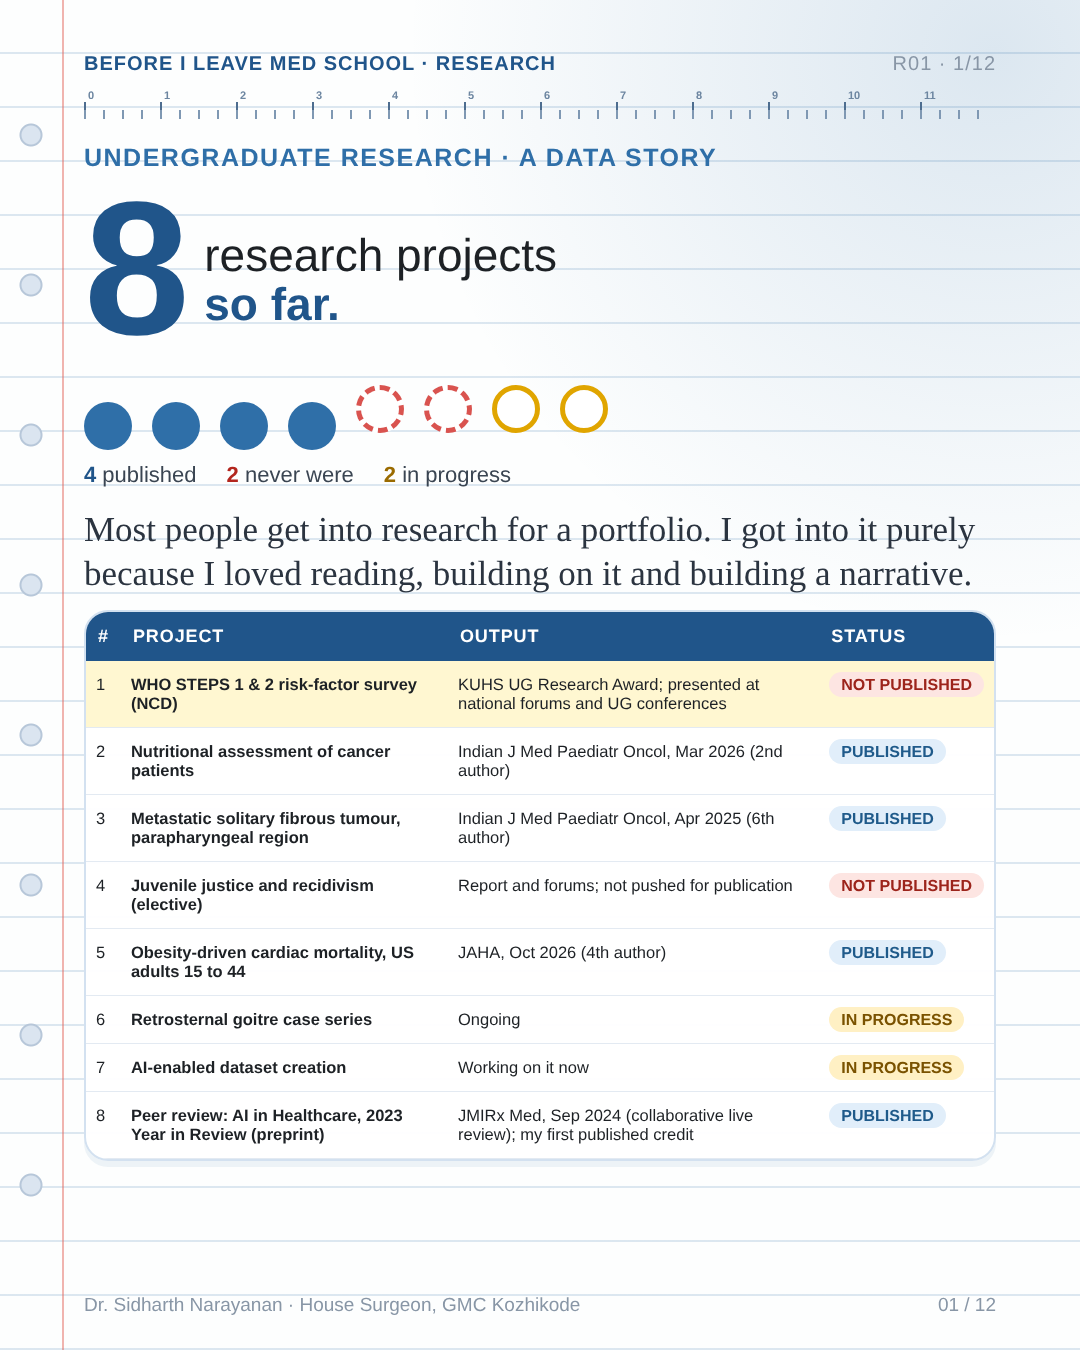 BEFORE I LEAVE MED SCHOOL · RESEARCH
R01 · 1/12
0 1 2 3 4 5 6 7 8 9 10 11
UNDERGRADUATE RESEARCH · A DATA STORY
8 research projects
so far.
4 published 2 never were 2 in progress
Most people get into research for a portfolio. I got into it purely
because I loved reading, building on it and building a narrative.
# PROJECT OUTPUT STATUS
1 WHO STEPS 1 & 2 risk-factor survey KUHS UG Research Award; presented at NOT PUBLISHED
(NCD) national forums and UG conferences
2 Nutritional assessment of cancer Indian J Med Paediatr Oncol, Mar 2026 (2nd PUBLISHED
patients author)
3 Metastatic solitary fibrous tumour, Indian J Med Paediatr Oncol, Apr 2025 (6th PUBLISHED
parapharyngeal region author)
4 Juvenile justice and recidivism Report and forums; not pushed for publication NOT PUBLISHED
(elective)
5 Obesity-driven cardiac mortality, US JAHA, Oct 2026 (4th author) PUBLISHED
adults 15 to 44
6 Retrosternal goitre case series Ongoing IN PROGRESS
7 AI-enabled dataset creation Working on it now IN PROGRESS
8 Peer review: AI in Healthcare, 2023 JMIRx Med, Sep 2024 (collaborative live PUBLISHED
Year in Review (preprint) review); my first published credit
Dr. Sidharth Narayanan · House Surgeon, GMC Kozhikode
01 / 12